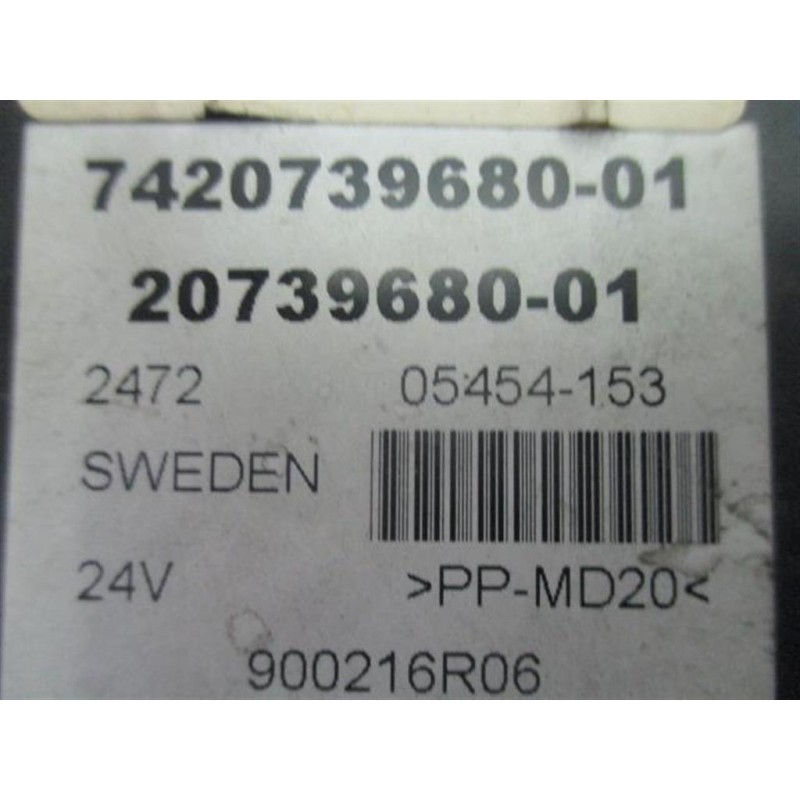 7420739680-01
20739680-01
2472 05454-153
SWEDEN
24V >PP-MD20<
900216R06